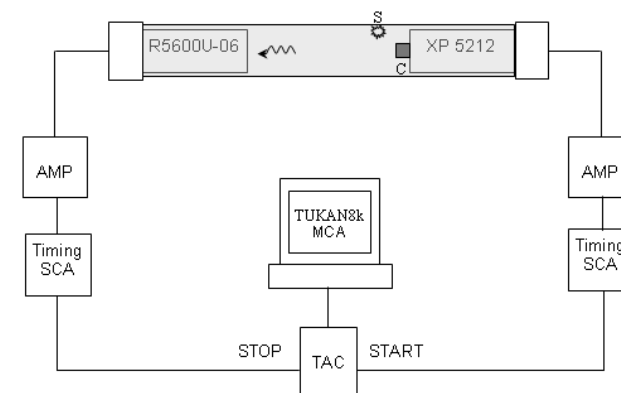 S
R5600U-06
XP 5212
C
AMP
AMP
TUKAN8k
MCA
Timing
SCA
Timing
SCA
STOP
START
TAC